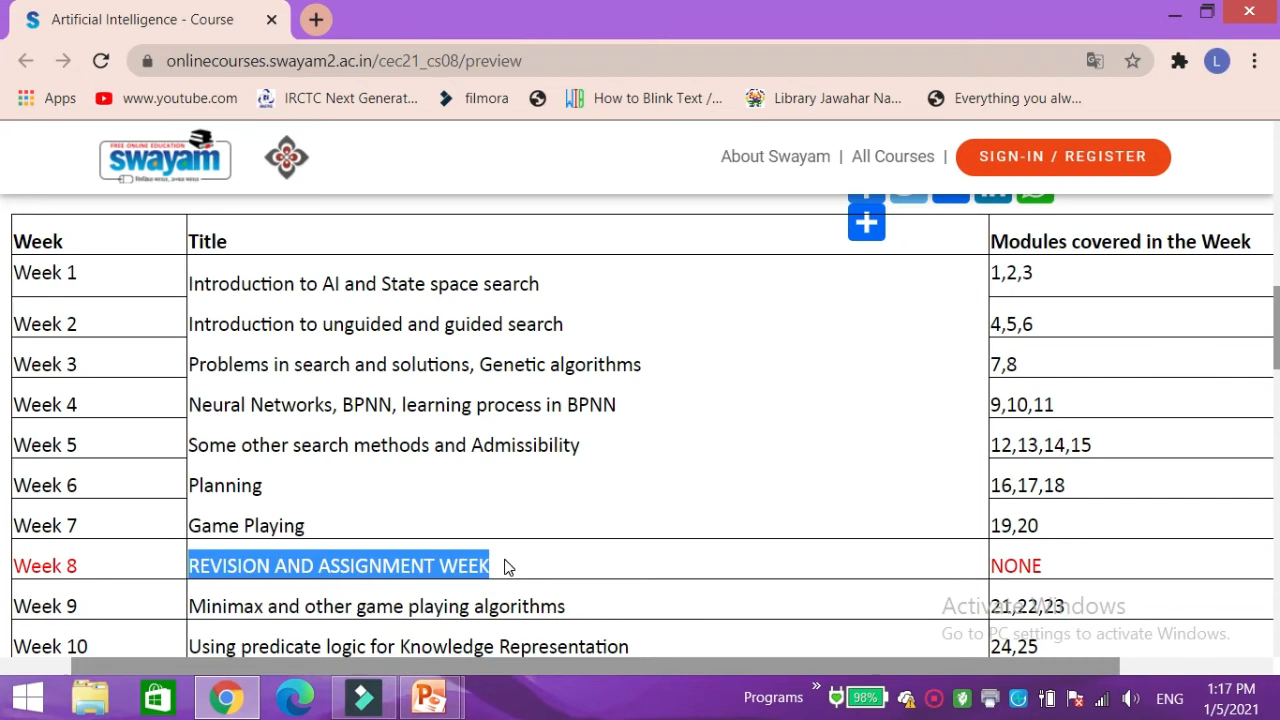 Artificial Intelligence - Course
onlinecourses.swayam2.ac.in/cec21_cs08/preview
L
Apps www.youtube.com IRCTC Next Generat... filmora How to Blink Text /... Library Jawahar Na... Everything you alw...
FREE ONLINE EDUCATION
swayam
About Swayam | All Courses | SIGN-IN / REGISTER
Week Title Modules covered in the Week
Week 1 Introduction to AI and State space search 1,2,3
Week 2 Introduction to unguided and guided search 4,5,6
Week 3 Problems in search and solutions, Genetic algorithms 7,8
Week 4 Neural Networks, BPNN, learning process in BPNN 9,10,11
Week 5 Some other search methods and Admissibility 12,13,14,15
Week 6 Planning 16,17,18
Week 7 Game Playing 19,20
Week 8 REVISION AND ASSIGNMENT WEEK NONE
Week 9 Minimax and other game playing algorithms 21,22,23
Activate Windows
Go to PC settings to activate Windows.
Week 10 Using predicate logic for Knowledge Representation 24,25
Programs 98% ENG 1:17 PM
1/5/2021